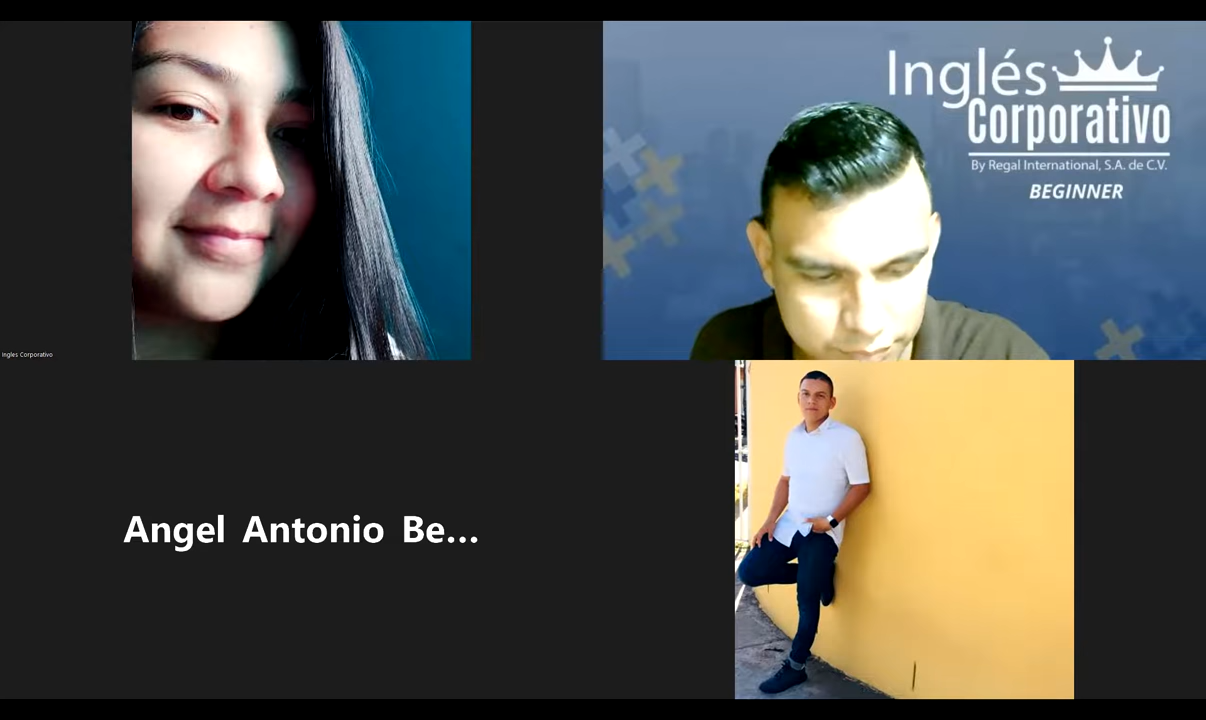 Inglés
Corporativo
By Regal International, S.A. de C.V.
BEGINNER
Ingles Corporativo
Angel Antonio Be...